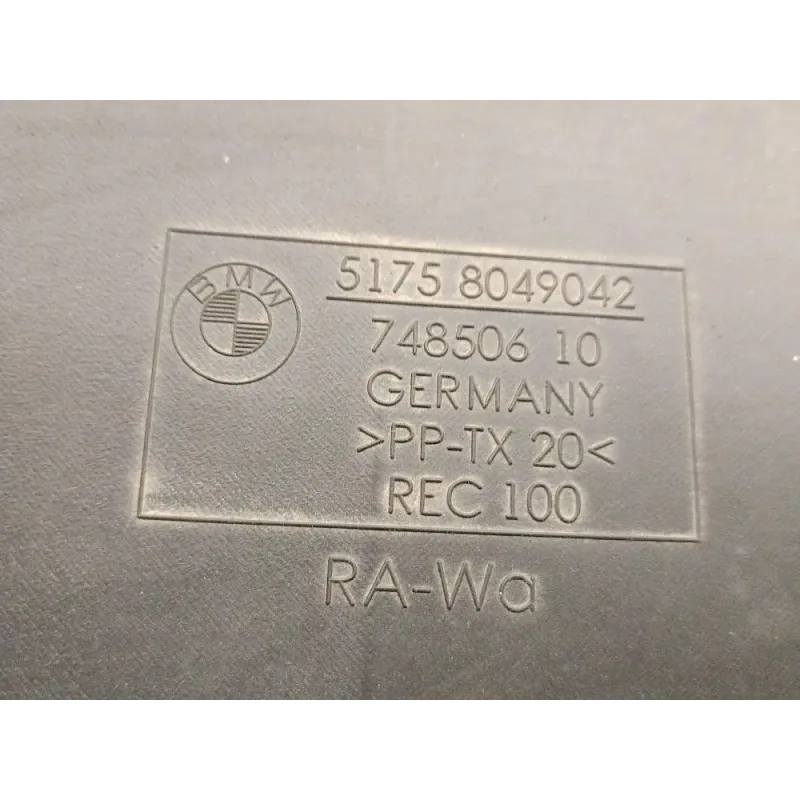 BMW
5175 8049042
748506 10
GERMANY
>PP-TX 20<
REC 100
RA-Wa